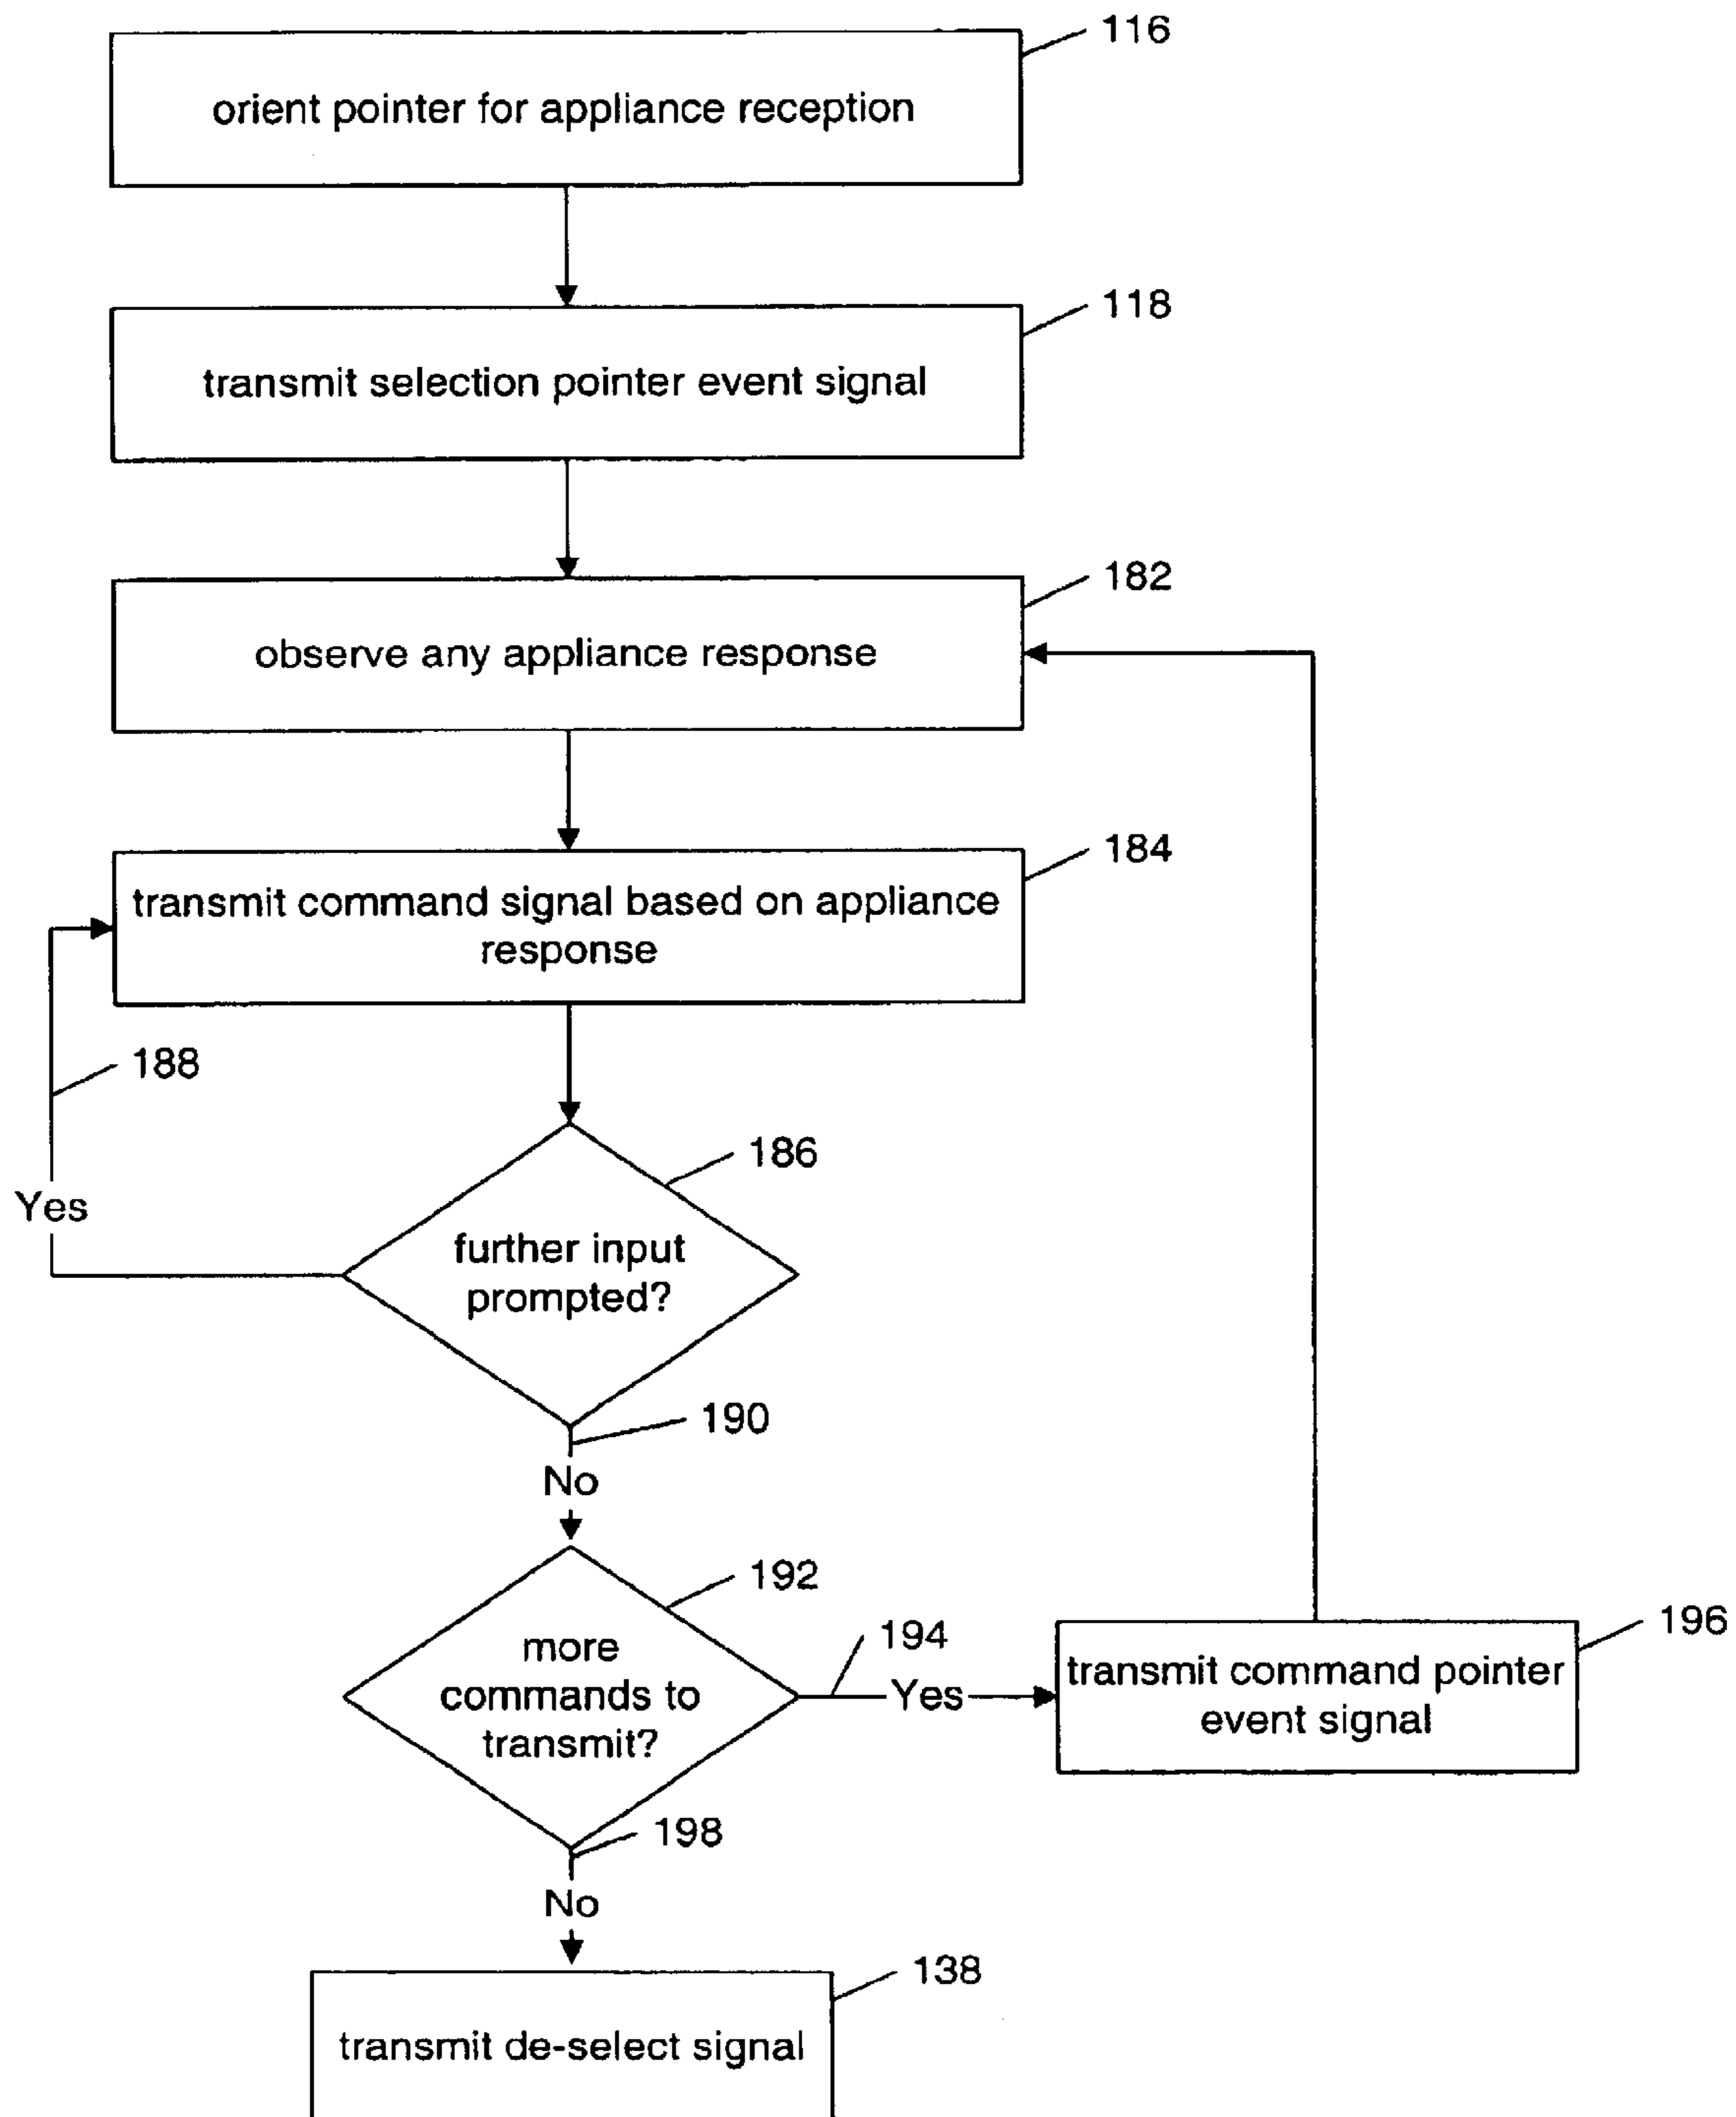 116
orient pointer for appliance reception
118
transmit selection pointer event signal
182
observe any appliance response
184
transmit command signal based on appliance
response
188
186
Yes
further input
prompted?
190
No
192
more
commands to
transmit?
194
Yes
196
transmit command pointer
event signal
198
No
138
transmit de-select signal